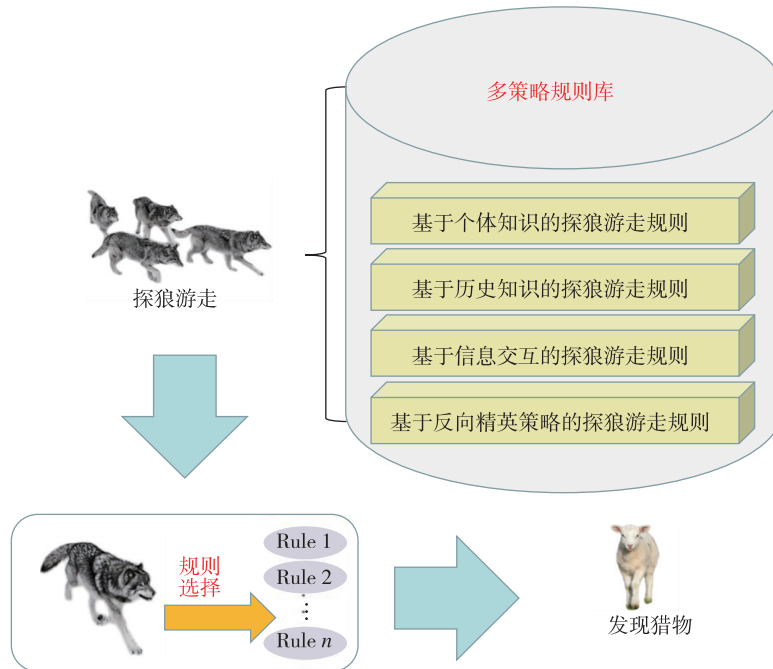 多策略规则库
基于个体知识的探狼游走规则
基于历史知识的探狼游走规则
基于信息交互的探狼游走规则
基于反向精英策略的探狼游走规则
探狼游走
规则
选择
Rule 1
Rule 2
⋮
Rule n
发现猎物